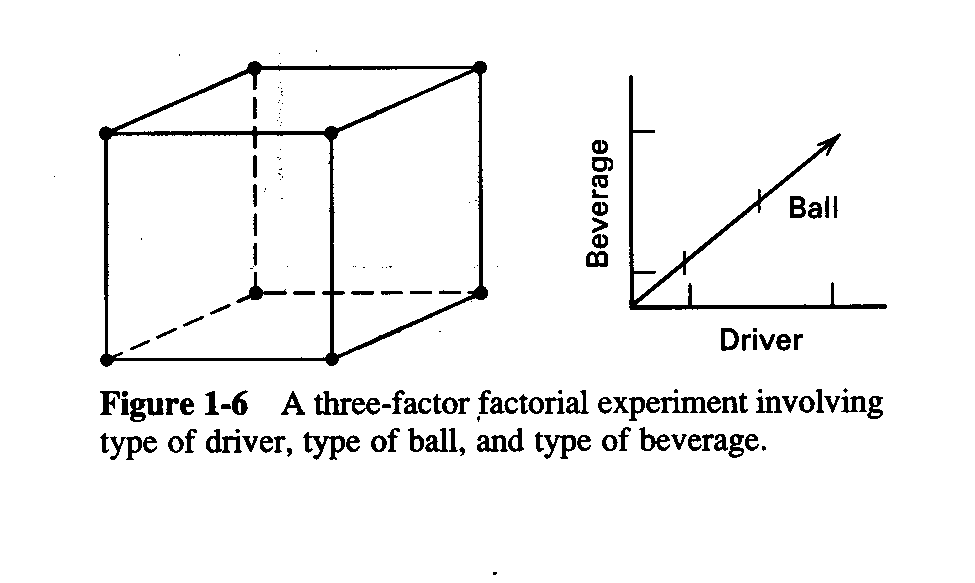 Beverage
Ball
Driver
Figure 1-6 A three-factor factorial experiment involving
type of driver, type of ball, and type of beverage.